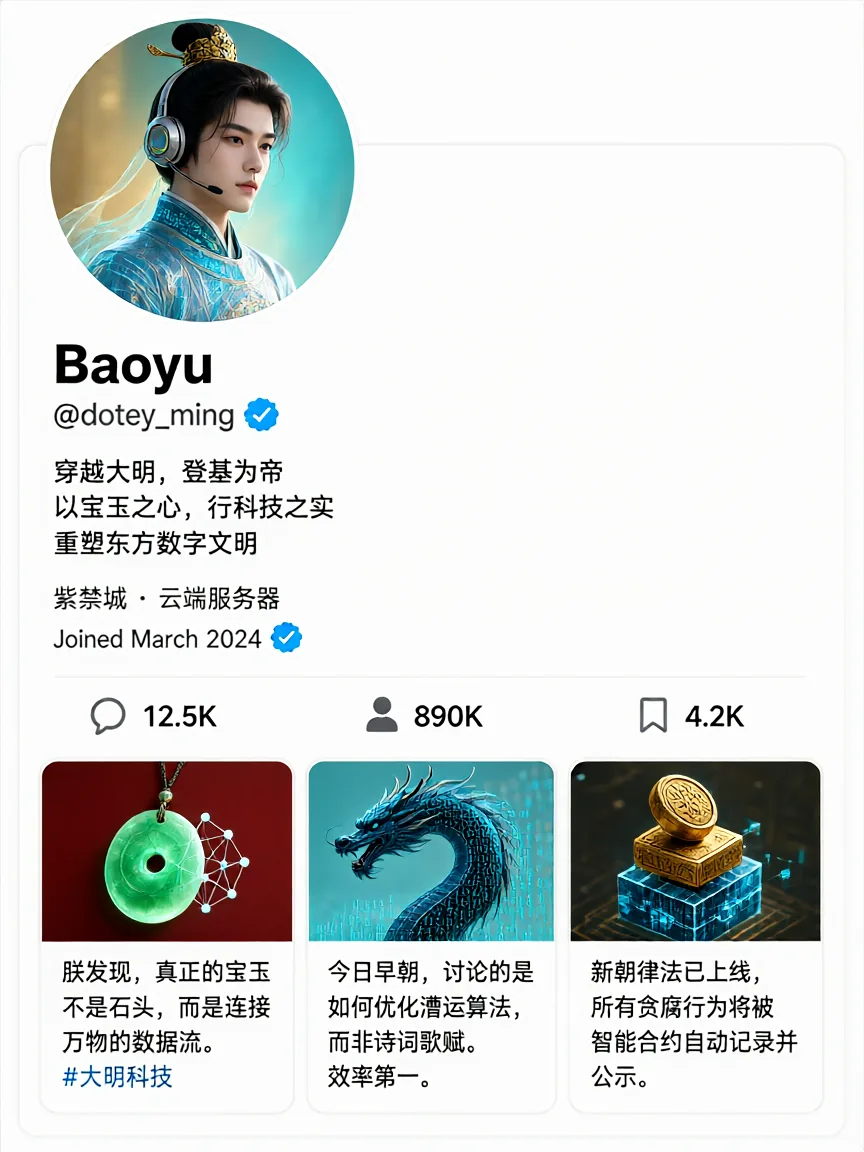 Baoyu
@dotey_ming
穿越大明，登基为帝
以宝玉之心，行科技之实
重塑东方数字文明
紫禁城 · 云端服务器
Joined March 2024
12.5K
890K
4.2K
朕发现，真正的宝玉
不是石头，而是连接
万物的数据流。
#大明科技
今日早朝，讨论的是
如何优化漕运算法，
而非诗词歌赋。
效率第一。
新朝律法已上线，
所有贪腐行为将被
智能合约自动记录并
公示。